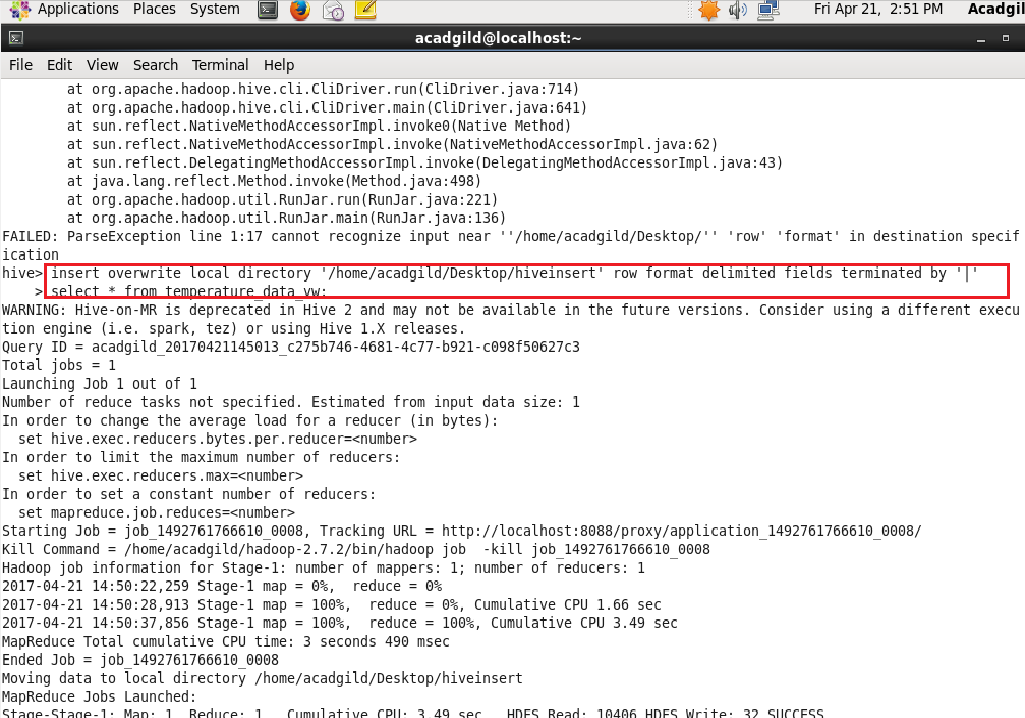 Applications Places System Fri Apr 21, 2:51 PM Acadgil
acadgild@localhost:~
File Edit View Search Terminal Help
at org.apache.hadoop.hive.cli.CliDriver.run(CliDriver.java:714)
at org.apache.hadoop.hive.cli.CliDriver.main(CliDriver.java:641)
at sun.reflect.NativeMethodAccessorImpl.invoke0(Native Method)
at sun.reflect.NativeMethodAccessorImpl.invoke(NativeMethodAccessorImpl.java:62)
at sun.reflect.DelegatingMethodAccessorImpl.invoke(DelegatingMethodAccessorImpl.java:43)
at java.lang.reflect.Method.invoke(Method.java:498)
at org.apache.hadoop.util.RunJar.run(RunJar.java:221)
at org.apache.hadoop.util.RunJar.main(RunJar.java:136)
FAILED: ParseException line 1:17 cannot recognize input near ''/home/acadgild/Desktop/'' 'row' 'format' in destination specif
ication
hive> insert overwrite local directory '/home/acadgild/Desktop/hiveinsert' row format delimited fields terminated by '|'
> select * from temperature_data_vw;
WARNING: Hive-on-MR is deprecated in Hive 2 and may not be available in the future versions. Consider using a different execu
tion engine (i.e. spark, tez) or using Hive 1.X releases.
Query ID = acadgild_20170421145013_c275b746-4681-4c77-b921-c098f50627c3
Total jobs = 1
Launching Job 1 out of 1
Number of reduce tasks not specified. Estimated from input data size: 1
In order to change the average load for a reducer (in bytes):
set hive.exec.reducers.bytes.per.reducer=<number>
In order to limit the maximum number of reducers:
set hive.exec.reducers.max=<number>
In order to set a constant number of reducers:
set mapreduce.job.reduces=<number>
Starting Job = job_1492761766610_0008, Tracking URL = http://localhost:8088/proxy/application_1492761766610_0008/
Kill Command = /home/acadgild/hadoop-2.7.2/bin/hadoop job  -kill job_1492761766610_0008
Hadoop job information for Stage-1: number of mappers: 1; number of reducers: 1
2017-04-21 14:50:22,259 Stage-1 map = 0%,  reduce = 0%
2017-04-21 14:50:28,913 Stage-1 map = 100%,  reduce = 0%, Cumulative CPU 1.66 sec
2017-04-21 14:50:37,856 Stage-1 map = 100%,  reduce = 100%, Cumulative CPU 3.49 sec
MapReduce Total cumulative CPU time: 3 seconds 490 msec
Ended Job = job_1492761766610_0008
Moving data to local directory /home/acadgild/Desktop/hiveinsert
MapReduce Jobs Launched:
Stage-Stage-1: Map: 1  Reduce: 1   Cumulative CPU: 3.49 sec   HDFS Read: 10406 HDFS Write: 32 SUCCESS